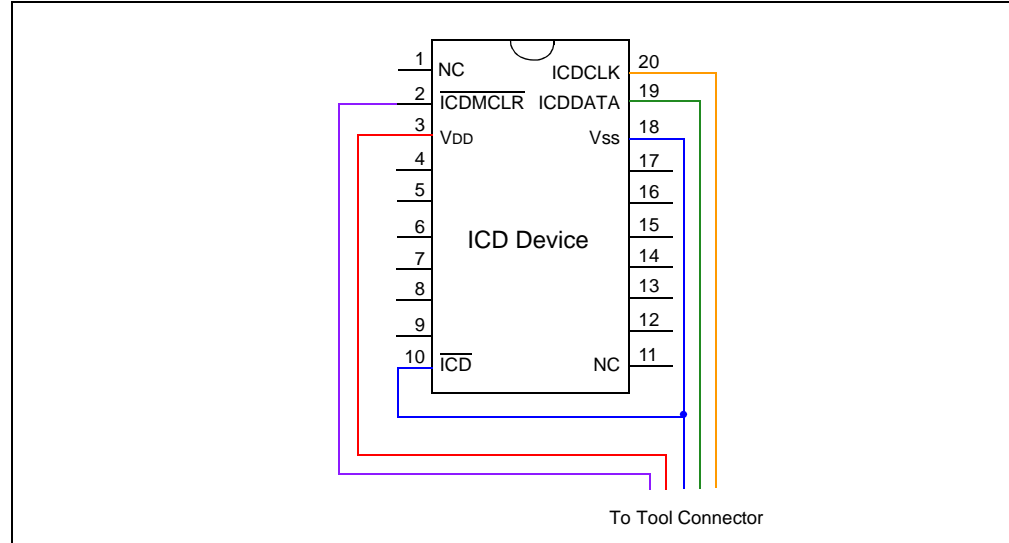 1
NC
ICDCLK
20
2
ICDMCLR
ICDDATA
19
3
VDD
Vss
18
4
17
5
16
6
ICD Device
15
7
14
8
13
9
12
10
ICD
NC
11
To Tool Connector